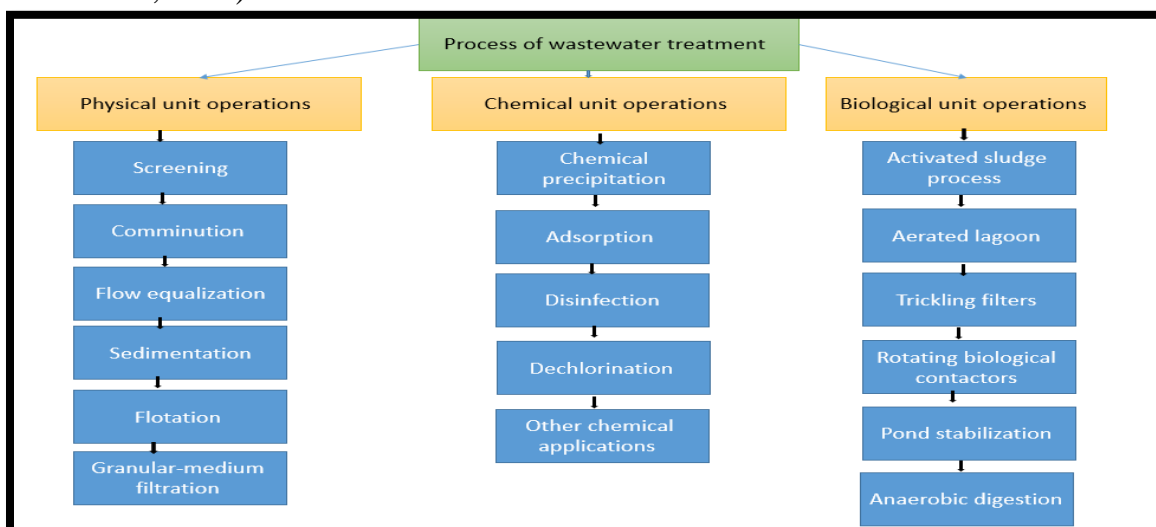 Process of wastewater treatment
Physical unit operations
Screening
Comminution
Flow equalization
Sedimentation
Flotation
Granular-medium
filtration
Chemical unit operations
Chemical
precipitation
Adsorption
Disinfection
Dechlorination
Other chemical
applications
Biological unit operations
Activated sludge
process
Aerated lagoon
Trickling filters
Rotating biological
contactors
Pond stabilization
Anaerobic digestion